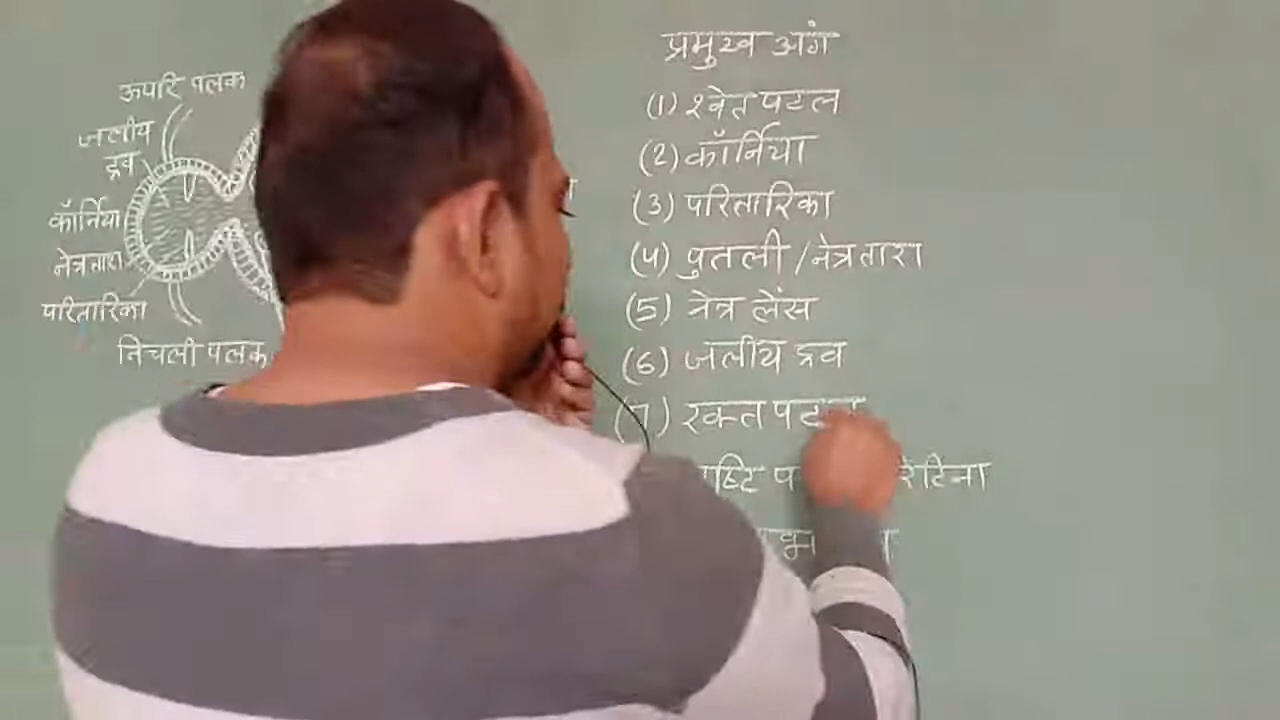 ऊपरि पलक
जलीय
द्रव
कॉर्निया
नेत्रतारा
परितारिका
निचली पलक
प्रमुख अंग
(1) श्वेत पटल
(2) कॉर्निया
(3) परितारिका
(4) पुतली / नेत्रतारा
(5) नेत्र लेंस
(6) जलीय द्रव
(7) रक्त पटल
रेटिना